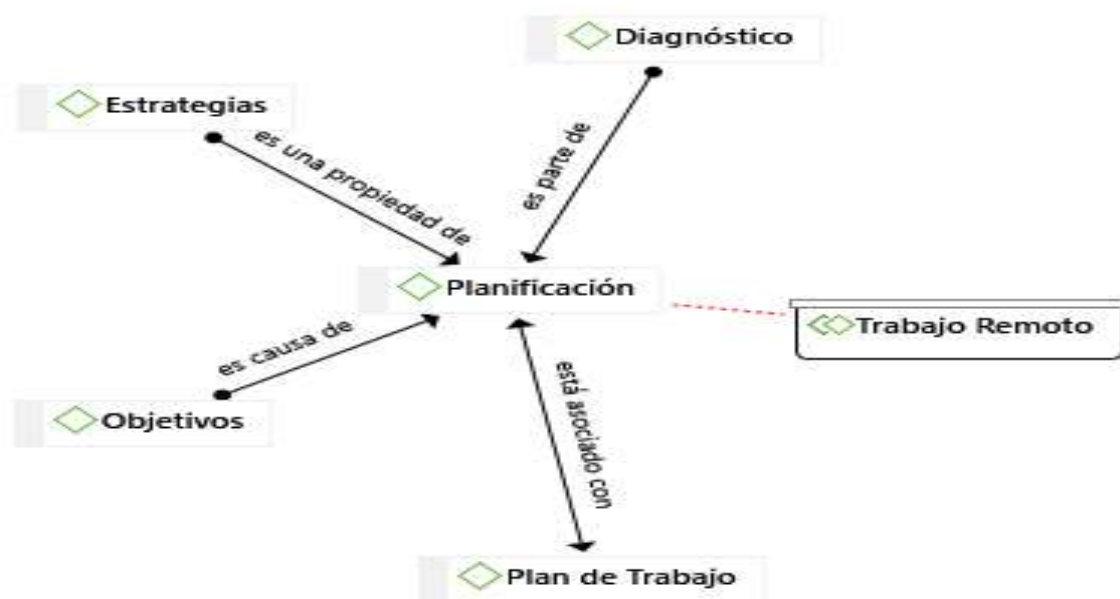 Diagnóstico
Estrategias
es una propiedad de
es parte de
Planificación
Trabajo Remoto
es causa de
Objetivos
está asociado con
Plan de Trabajo